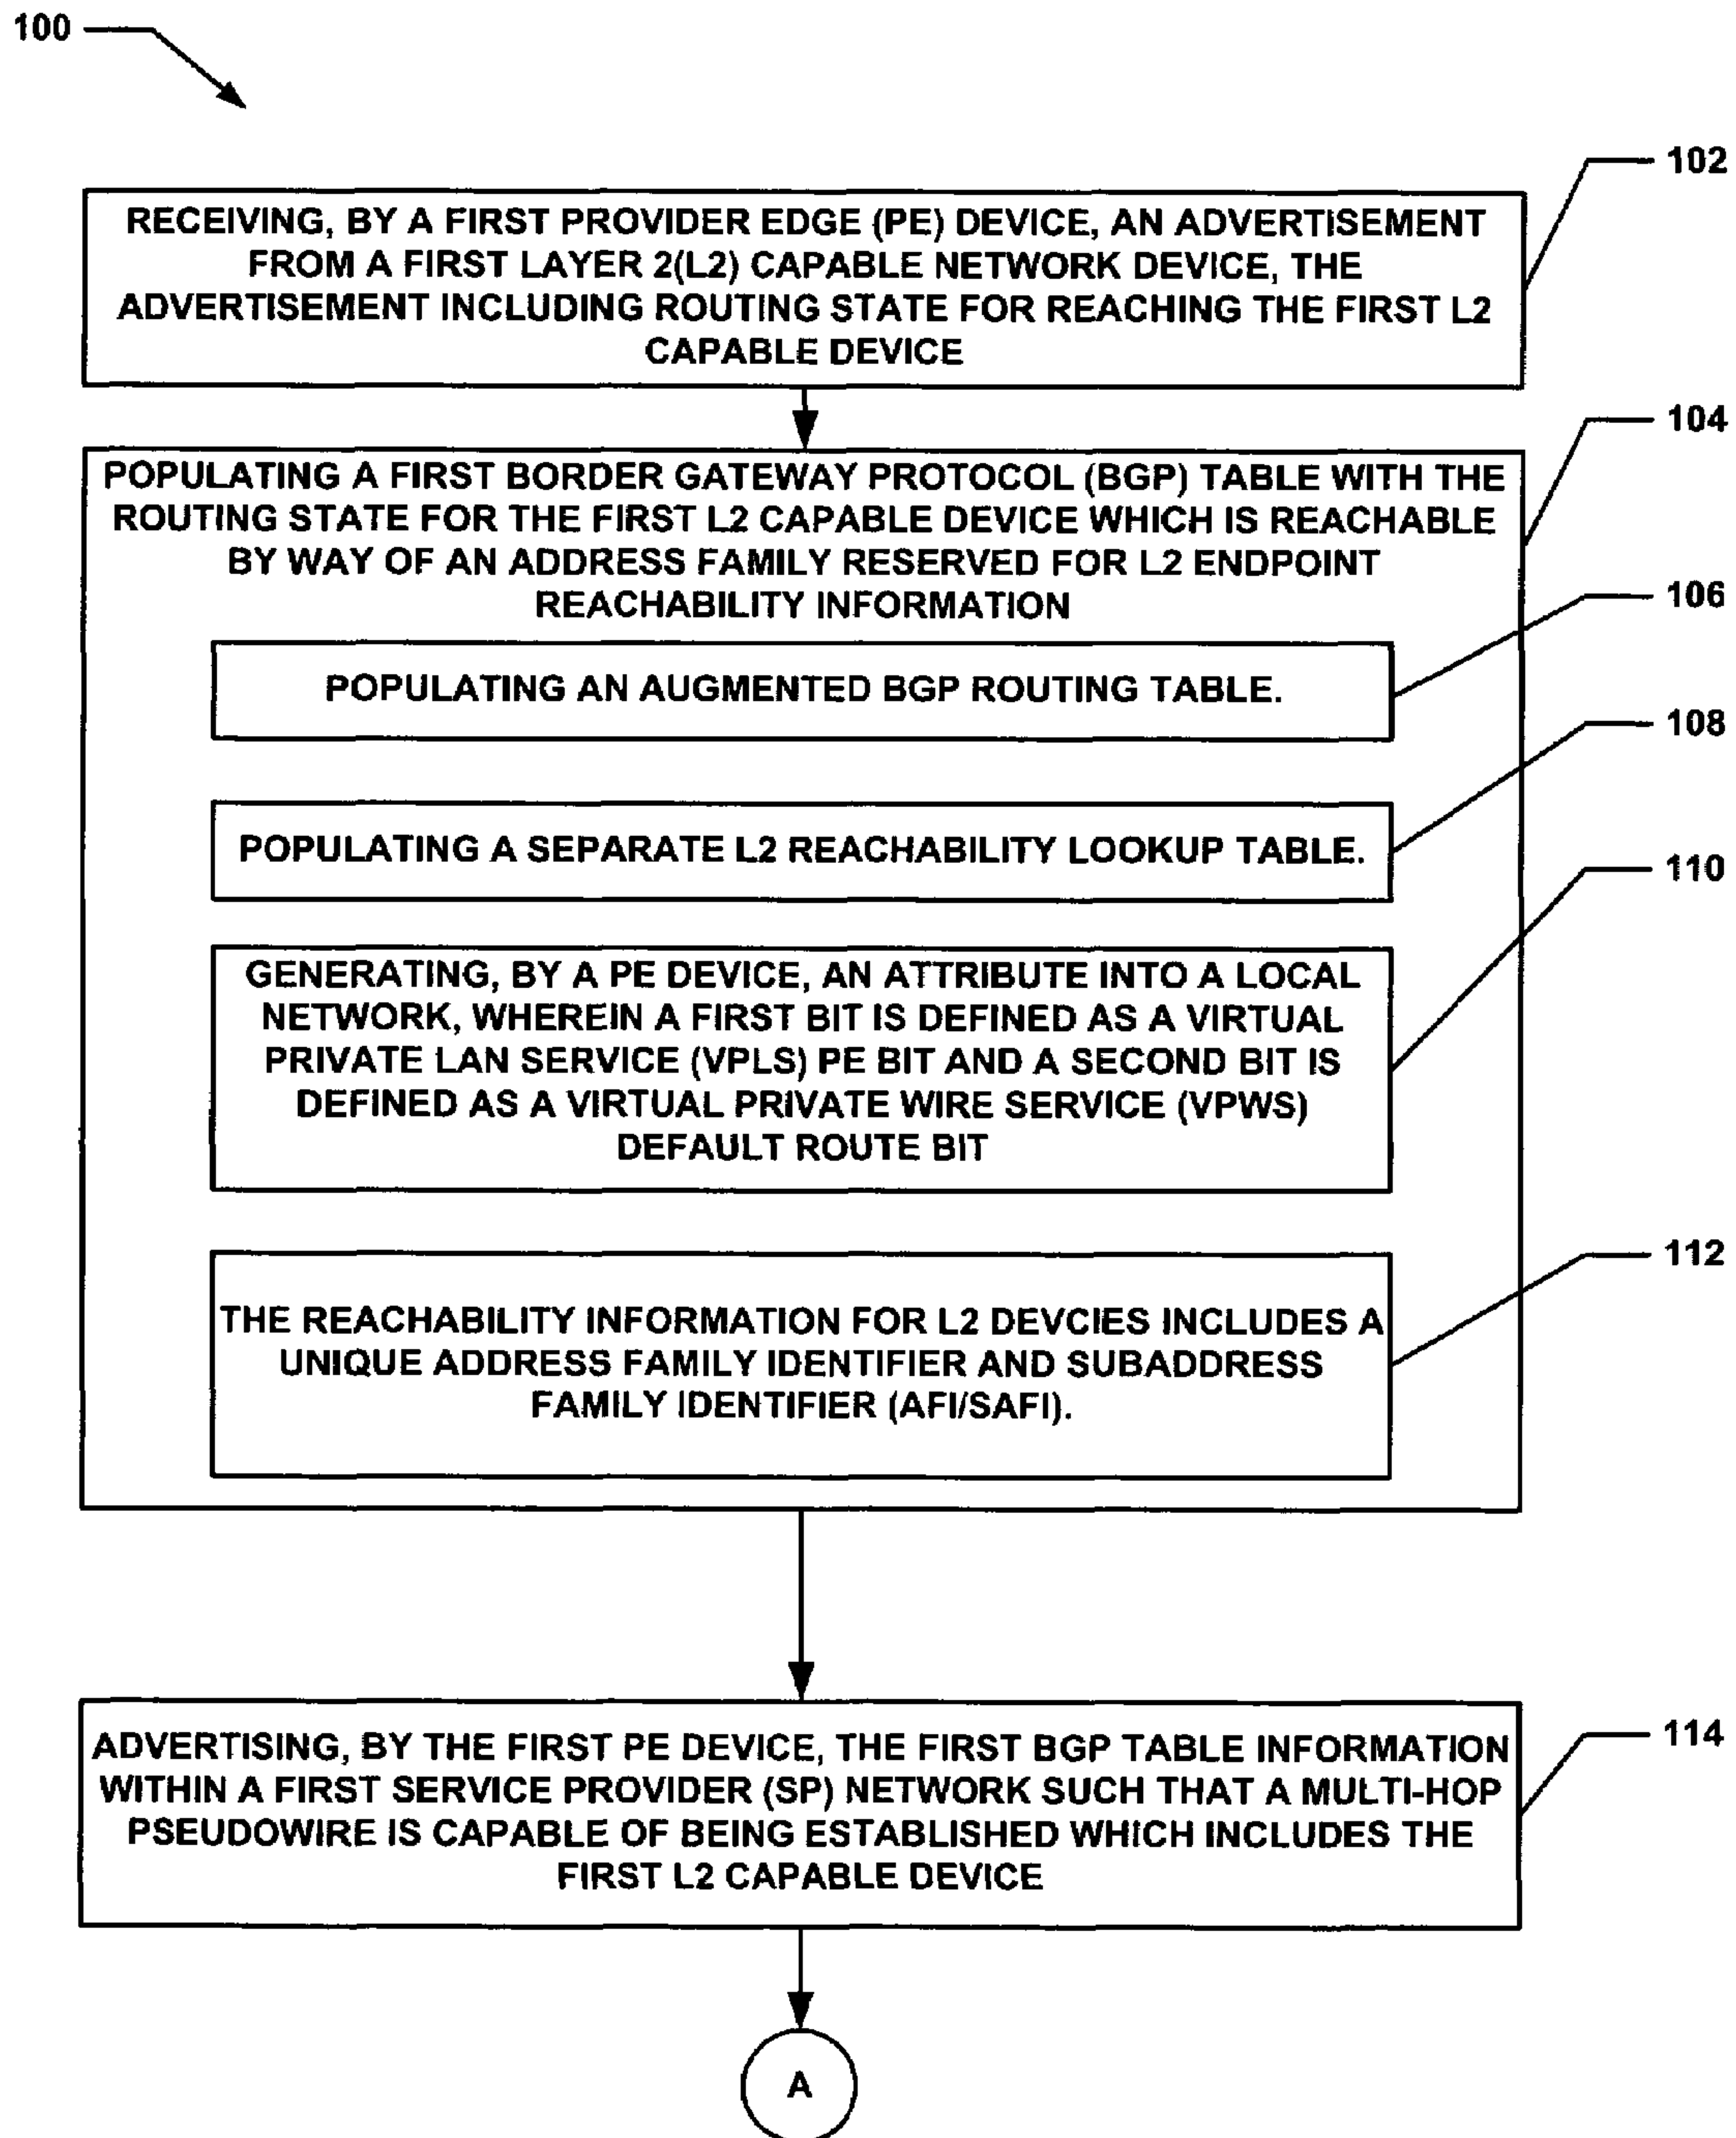 100
102
RECEIVING, BY A FIRST PROVIDER EDGE (PE) DEVICE, AN ADVERTISEMENT
FROM A FIRST LAYER 2(L2) CAPABLE NETWORK DEVICE, THE
ADVERTISEMENT INCLUDING ROUTING STATE FOR REACHING THE FIRST L2
CAPABLE DEVICE
104
POPULATING A FIRST BORDER GATEWAY PROTOCOL (BGP) TABLE WITH THE
ROUTING STATE FOR THE FIRST L2 CAPABLE DEVICE WHICH IS REACHABLE
BY WAY OF AN ADDRESS FAMILY RESERVED FOR L2 ENDPOINT
REACHABILITY INFORMATION
106
POPULATING AN AUGMENTED BGP ROUTING TABLE.
108
POPULATING A SEPARATE L2 REACHABILITY LOOKUP TABLE.
110
GENERATING, BY A PE DEVICE, AN ATTRIBUTE INTO A LOCAL
NETWORK, WHEREIN A FIRST BIT IS DEFINED AS A VIRTUAL
PRIVATE LAN SERVICE (VPLS) PE BIT AND A SECOND BIT IS
DEFINED AS A VIRTUAL PRIVATE WIRE SERVICE (VPWS)
DEFAULT ROUTE BIT
112
THE REACHABILITY INFORMATION FOR L2 DEVCIES INCLUDES A
UNIQUE ADDRESS FAMILY IDENTIFIER AND SUBADDRESS
FAMILY IDENTIFIER (AFI/SAFI).
114
ADVERTISING, BY THE FIRST PE DEVICE, THE FIRST BGP TABLE INFORMATION
WITHIN A FIRST SERVICE PROVIDER (SP) NETWORK SUCH THAT A MULTI-HOP
PSEUDOWIRE IS CAPABLE OF BEING ESTABLISHED WHICH INCLUDES THE
FIRST L2 CAPABLE DEVICE
A